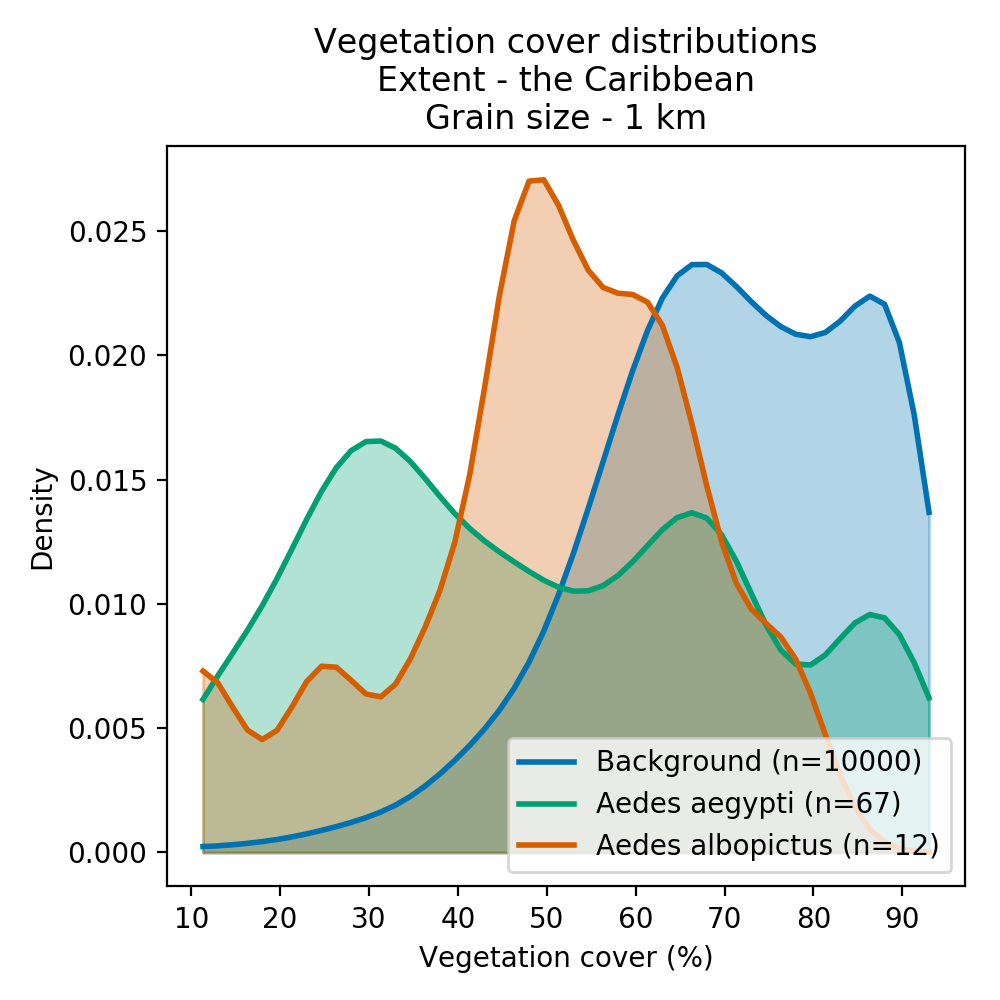 Vegetation cover distributions
Extent - the Caribbean
Grain size - 1 km
Density
0.025
0.020
0.015
0.010
0.005
0.000
Background (n=10000)
Aedes aegypti (n=67)
Aedes albopictus (n=12)
10 20 30 40 50 60 70 80 90
Vegetation cover (%)